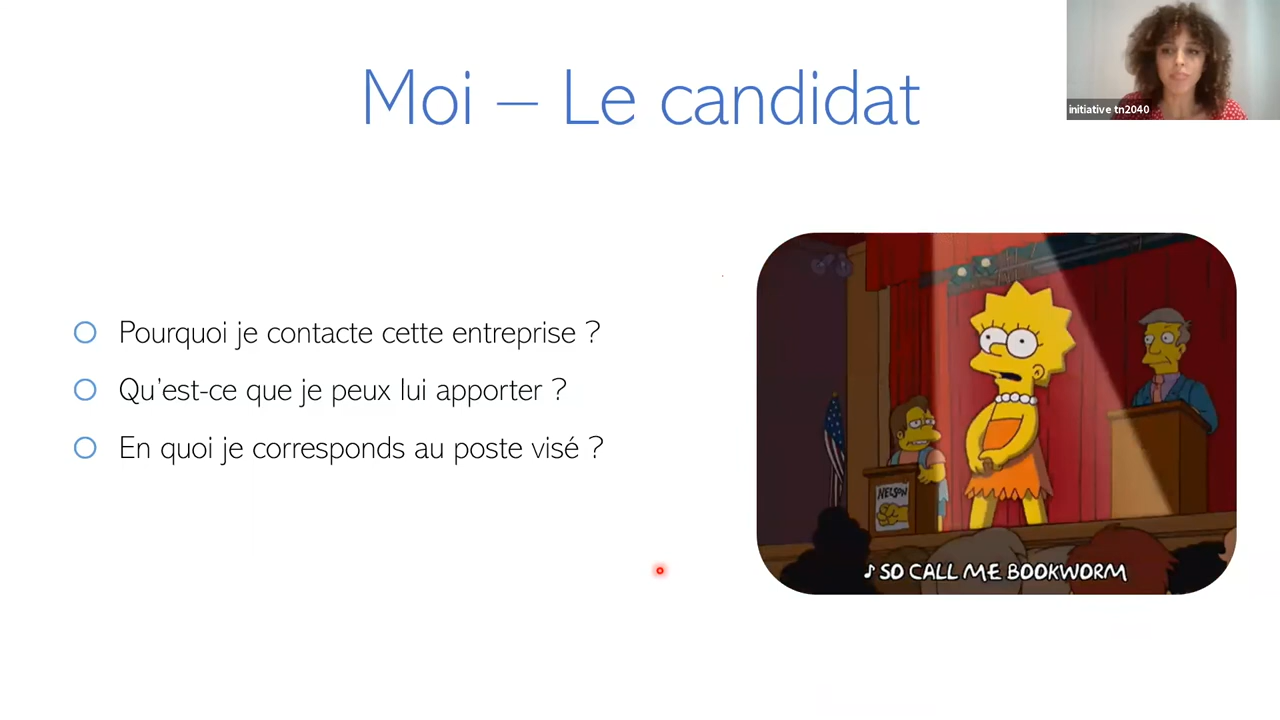 Moi – Le candidat
initiative tn2040
Pourquoi je contacte cette entreprise ?
Qu'est-ce que je peux lui apporter ?
En quoi je corresponds au poste visé ?
NELSON
♪ SO CALL ME BOOKWORM